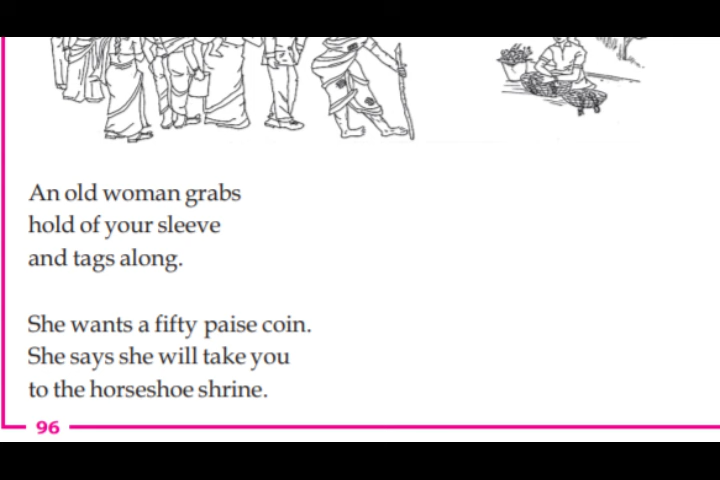 An old woman grabs
hold of your sleeve
and tags along.
She wants a fifty paise coin.
She says she will take you
to the horseshoe shrine.
96